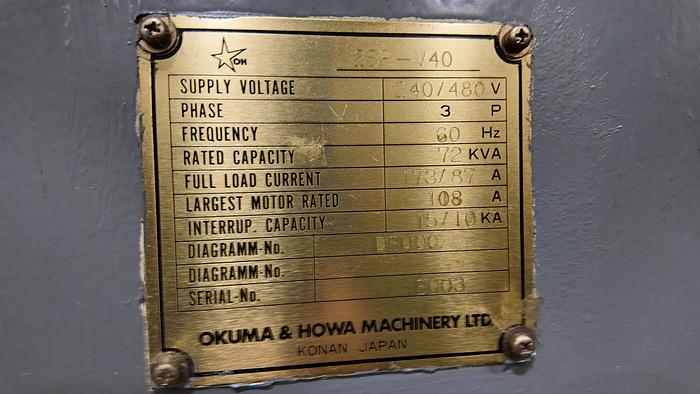 OH
2SP-V40
SUPPLY VOLTAGE 240/480 V
PHASE 3 P
FREQUENCY 60 Hz
RATED CAPACITY 72 KVA
FULL LOAD CURRENT 173/87 A
LARGEST MOTOR RATED 108 A
INTERRUP. CAPACITY 15/10 KA
DIAGRAMM-No.
DIAGRAMM-No.
SERIAL-No.
OKUMA & HOWA MACHINERY LTD.
KONAN JAPAN